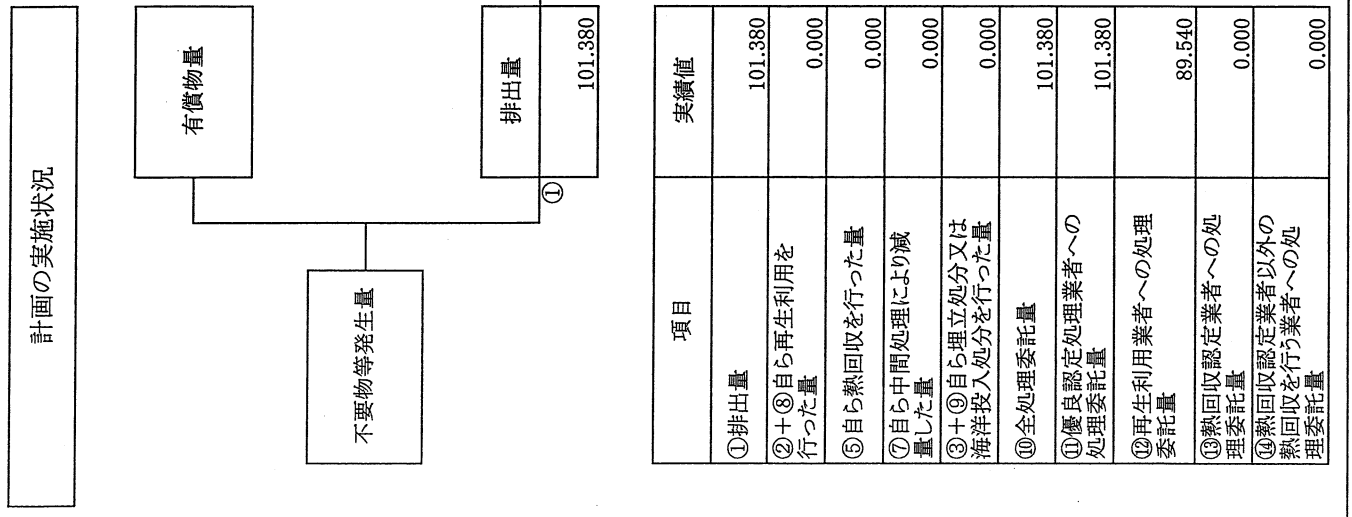 計画の実施状況
不要物等発生量
有償物量
排出量
①
101.380
項目
実績値
①排出量
101.380
②+⑧自ら再生利用を
行った量
0.000
⑤自ら熱回収を行った量
0.000
⑦自ら中間処理により減
量した量
0.000
③+⑨自ら埋立処分又は
海洋投入処分を行った量
0.000
⑩全処理委託量
101.380
⑪優良認定処理業者への
処理委託量
101.380
⑫再生利用業者への処理
委託量
89.540
⑬熱回収認定業者への処
理委託量
0.000
⑭熱回収認定業者以外の
熱回収を行う業者への処
理委託量
0.000